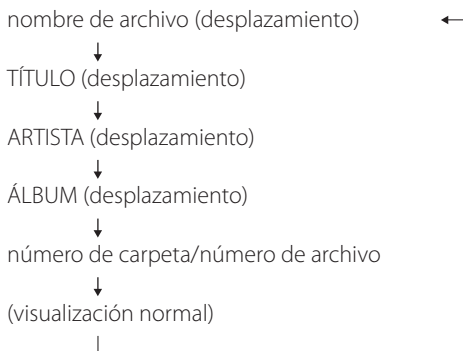 nombre de archivo (desplazamiento)
TÍTULO (desplazamiento)
ARTISTA (desplazamiento)
ÁLBUM (desplazamiento)
número de carpeta/número de archivo
(visualización normal)